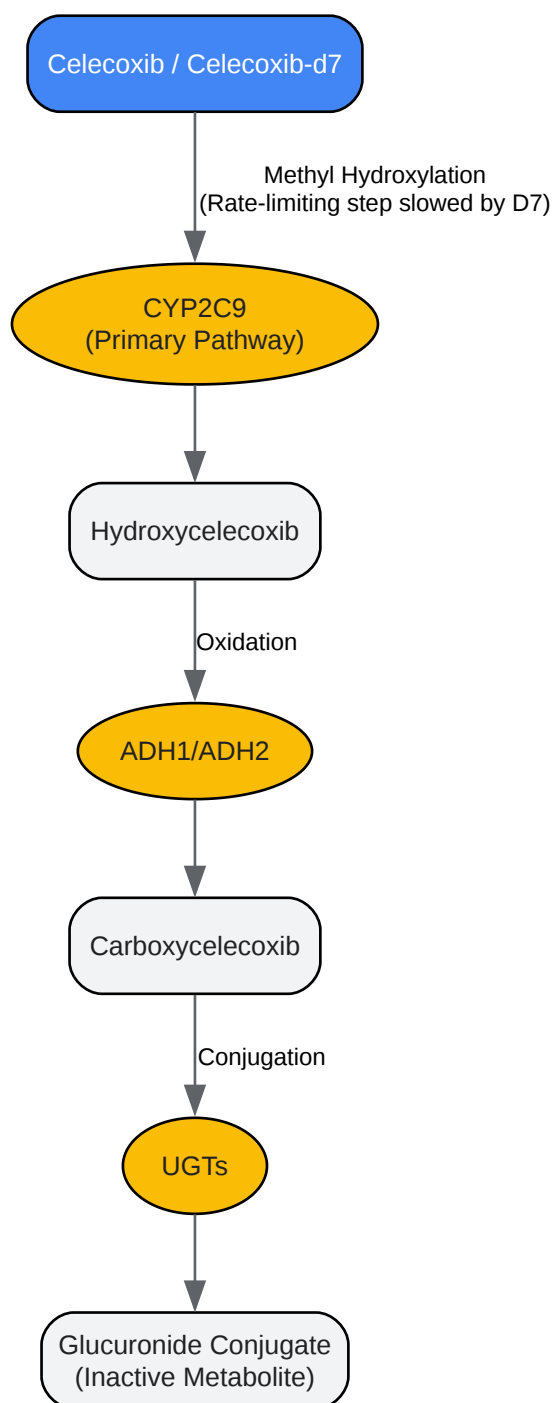 Celecoxib / Celecoxib-d7
Methyl Hydroxylation
(Rate-limiting step slowed by D7)
CYP2C9
(Primary Pathway)
Hydroxycelecoxib
Oxidation
ADH1/ADH2
Carboxycelecoxib
Conjugation
UGTs
Glucuronide Conjugate
(Inactive Metabolite)